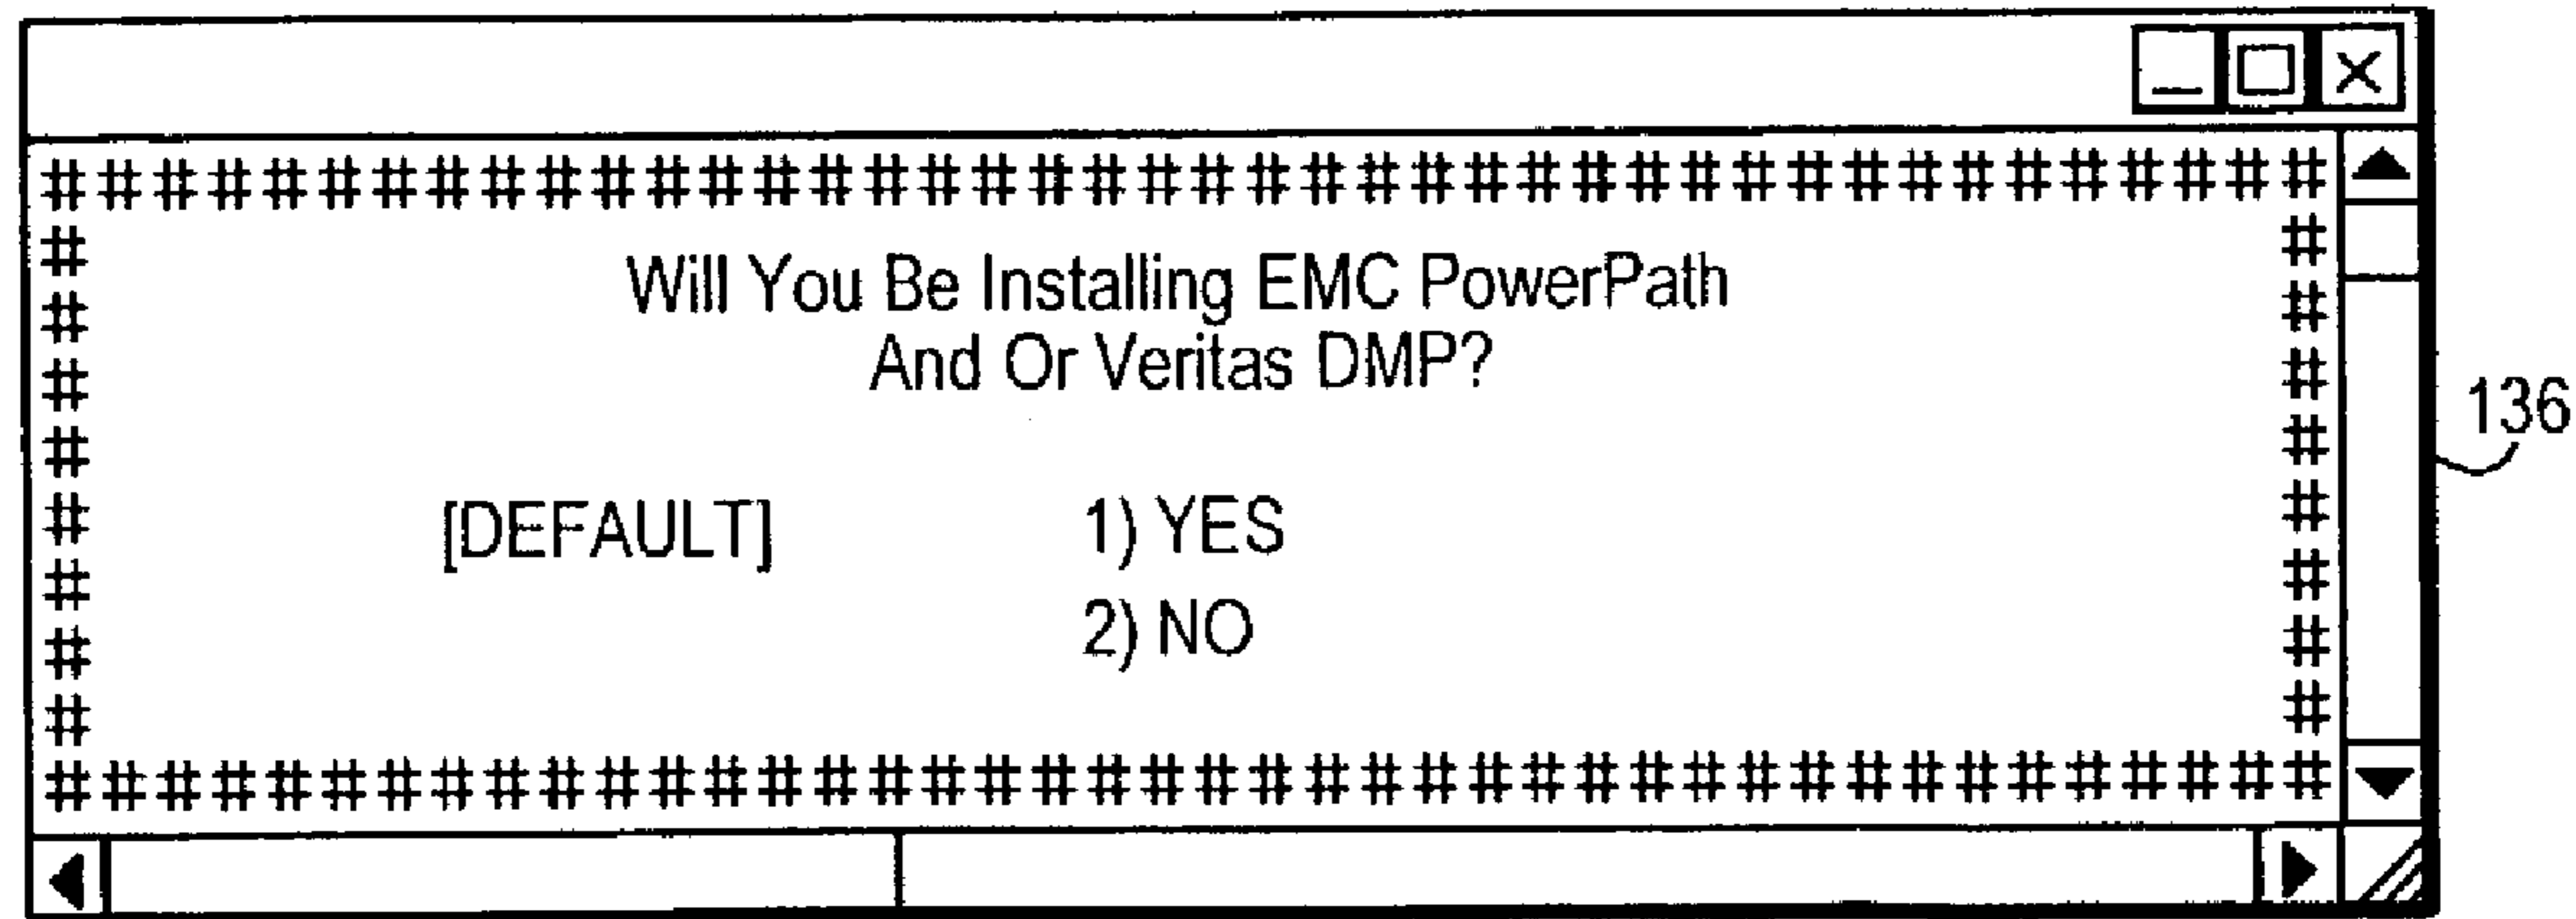 # # # # # # # # # # # # # # # # # # # # # # # # # # # # # # # # # # # # # # # # # #
# Will You Be Installing EMC PowerPath #
# And Or Veritas DMP? #
# #
# #
# [DEFAULT] 1) YES #
# #
# 2) NO #
# #
# # # # # # # # # # # # # # # # # # # # # # # # # # # # # # # # # # # # # # # # # #
136